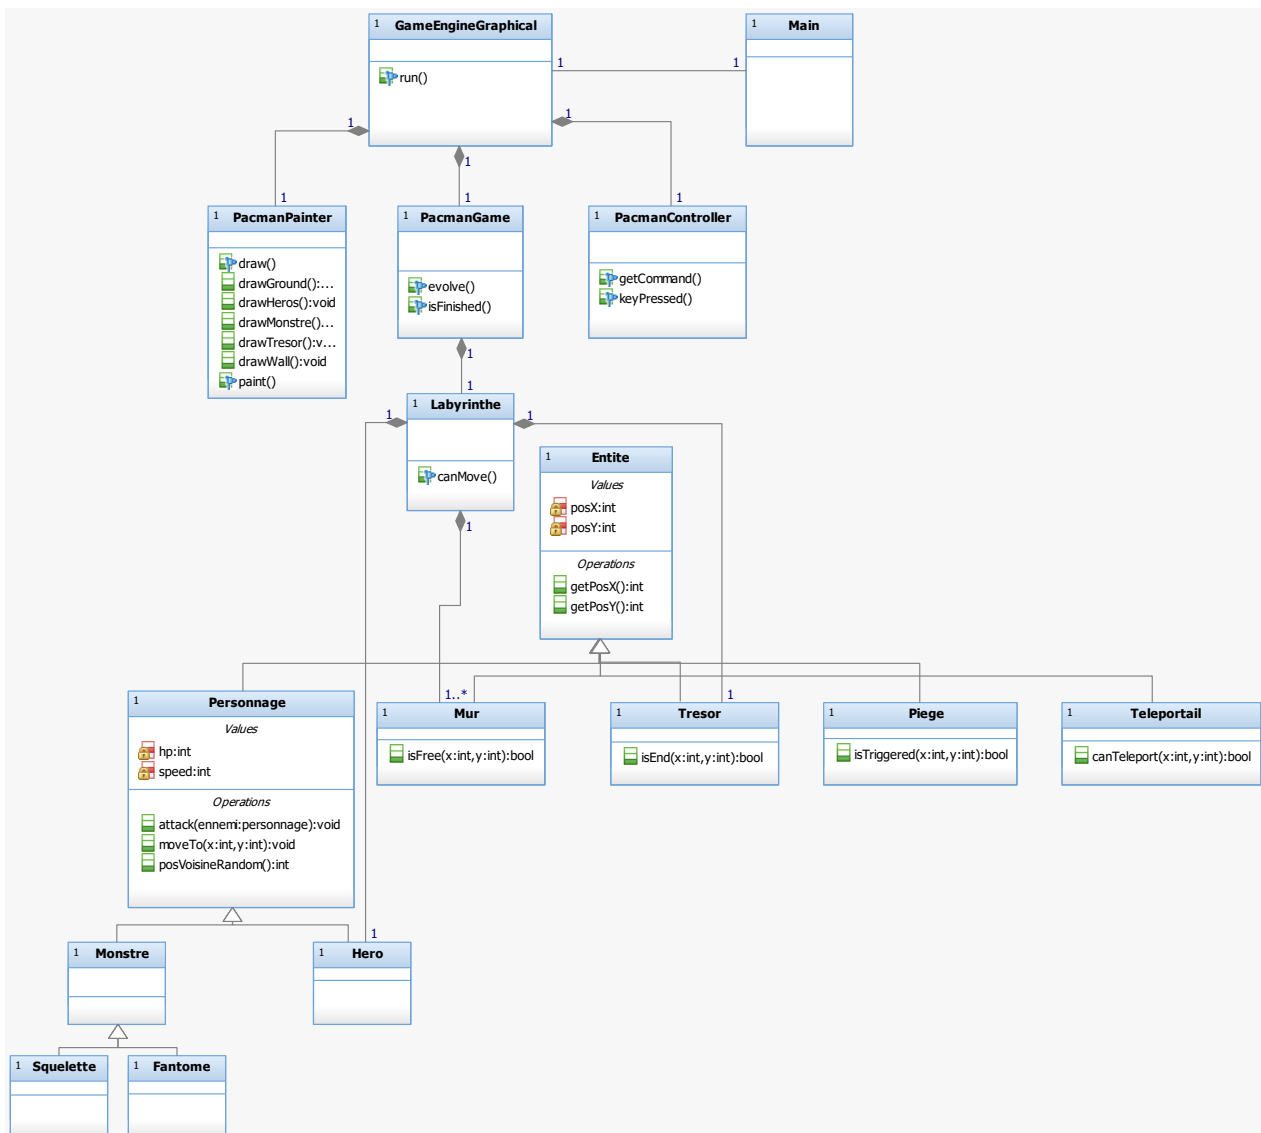 1 GameEngineGraphical
run()
1 Main
1 1
1
1
1
1
1
1
1 PacmanPainter
draw()
drawGround():...
drawHeros():void
drawMonstre()...
drawTresor():v...
drawWall():void
paint()
1 PacmanGame
evolve()
isFinished()
1 PacmanController
getCommand()
keyPressed()
1
1
1 Labyrinthe
canMove()
1
1
1
1 Entite
Values
posX:int
posY:int
Operations
getPosX():int
getPosY():int
1..*
1
1 Personnage
Values
hp:int
speed:int
Operations
attack(ennemi:personnage):void
moveTo(x:int,y:int):void
posVoisineRandom():int
1 Mur
isFree(x:int,y:int):bool
1 Tresor
isEnd(x:int,y:int):bool
1 Piege
isTriggered(x:int,y:int):bool
1 Teleportail
canTeleport(x:int,y:int):bool
1
1 Monstre
1 Hero
1 Squelette
1 Fantome